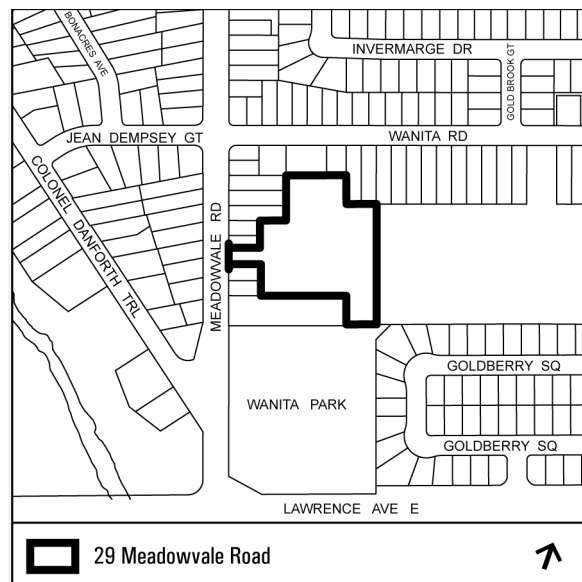 BONACRES AVE
INVERMARGE DR
GOLD BROOK GT
JEAN DEMPSEY GT
WANITA RD
COLONEL DANFORTH TRL
MEADOWVALE RD
GOLDBERRY SQ
WANITA PARK
GOLDBERRY SQ
LAWRENCE AVE E
29 Meadowvale Road